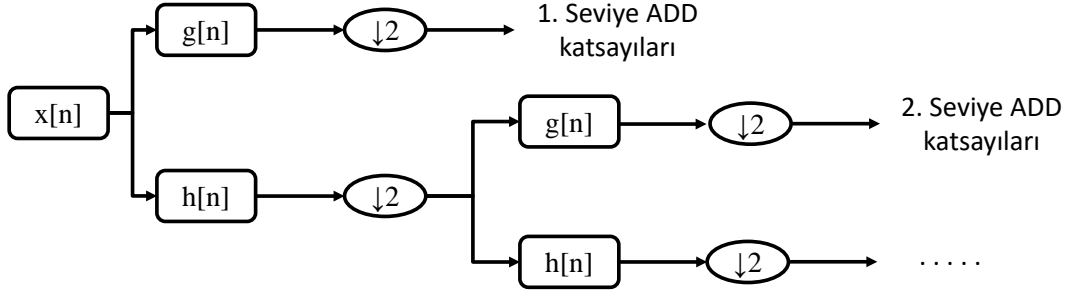 g[n]
↓2
1. Seviye ADD
katsayıları
x[n]
g[n]
↓2
2. Seviye ADD
katsayıları
h[n]
↓2
h[n]
↓2
. . . . .